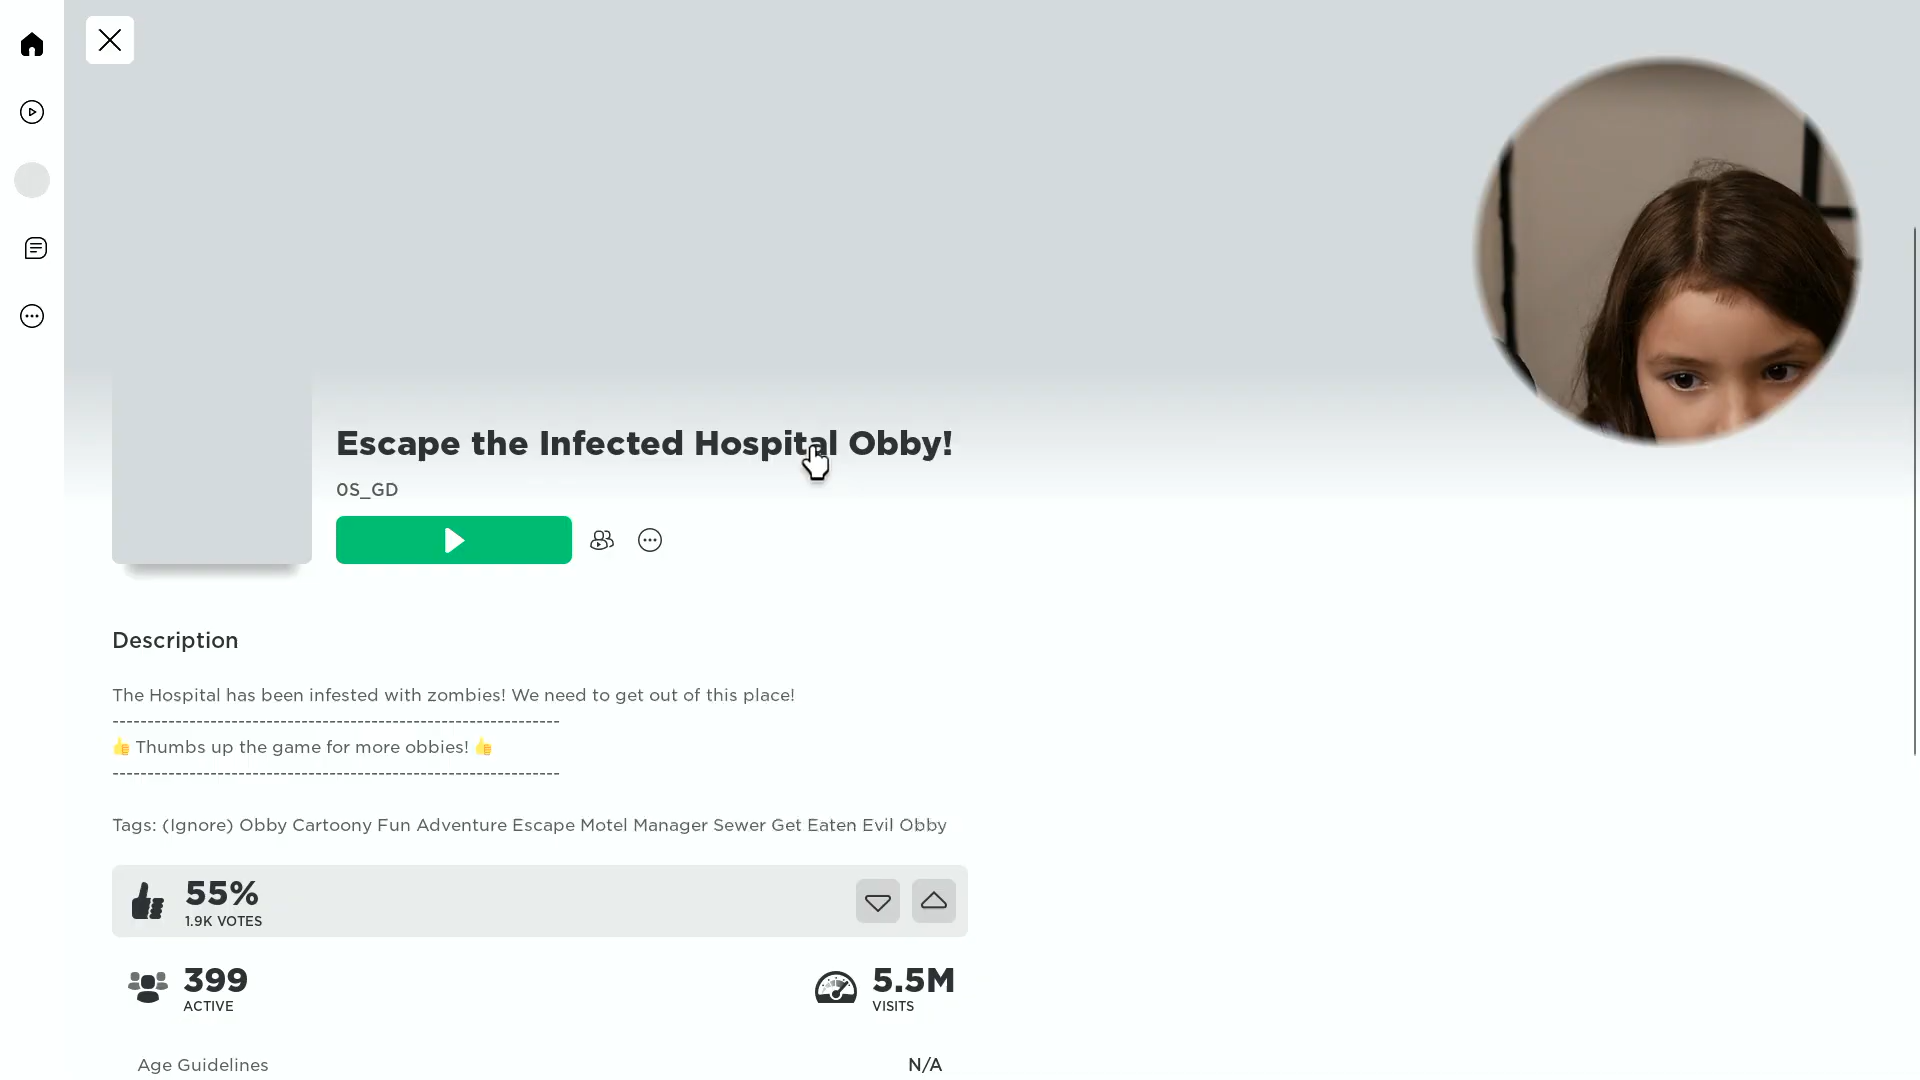 Escape the Infected Hospital Obby!
0S_GD
Description
The Hospital has been infested with zombies! We need to get out of this place!
----------------------------------------------------------------
👍 Thumbs up the game for more obbies! 👍
----------------------------------------------------------------
Tags: (Ignore) Obby Cartoony Fun Adventure Escape Motel Manager Sewer Get Eaten Evil Obby
55%
1.9K VOTES
399
ACTIVE
5.5M
VISITS
Age Guidelines N/A